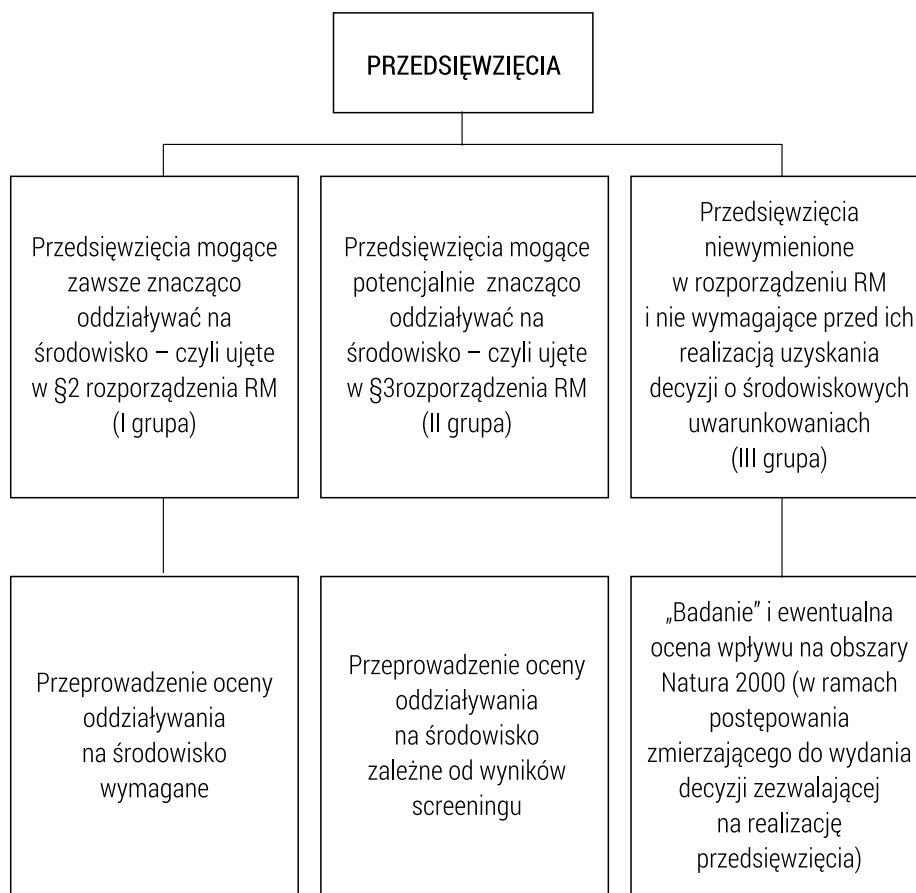 PRZEDSIĘWZIĘCIA
Przedsięwzięcia mogące
zawsze znacząco
oddziaływać na
środowisko – czyli ujęte
w §2 rozporządzenia RM
(I grupa)
Przedsięwzięcia mogące
potencjalnie znacząco
oddziaływać na
środowisko – czyli ujęte
w §3rozporządzenia RM
(II grupa)
Przedsięwzięcia
niewymienione
w rozporządzeniu RM
i nie wymagające przed ich
realizacją uzyskania
decyzji o środowiskowych
uwarunkowaniach
(III grupa)
Przeprowadzenie oceny
oddziaływania
na środowisko
wymagane
Przeprowadzenie oceny
oddziaływania
na środowisko
zależne od wyników
screeningu
„Badanie” i ewentualna
ocena wpływu na obszary
Natura 2000 (w ramach
postępowania
zmierzającego do wydania
decyzji zezwalającej
na realizację
przedsięwzięcia)